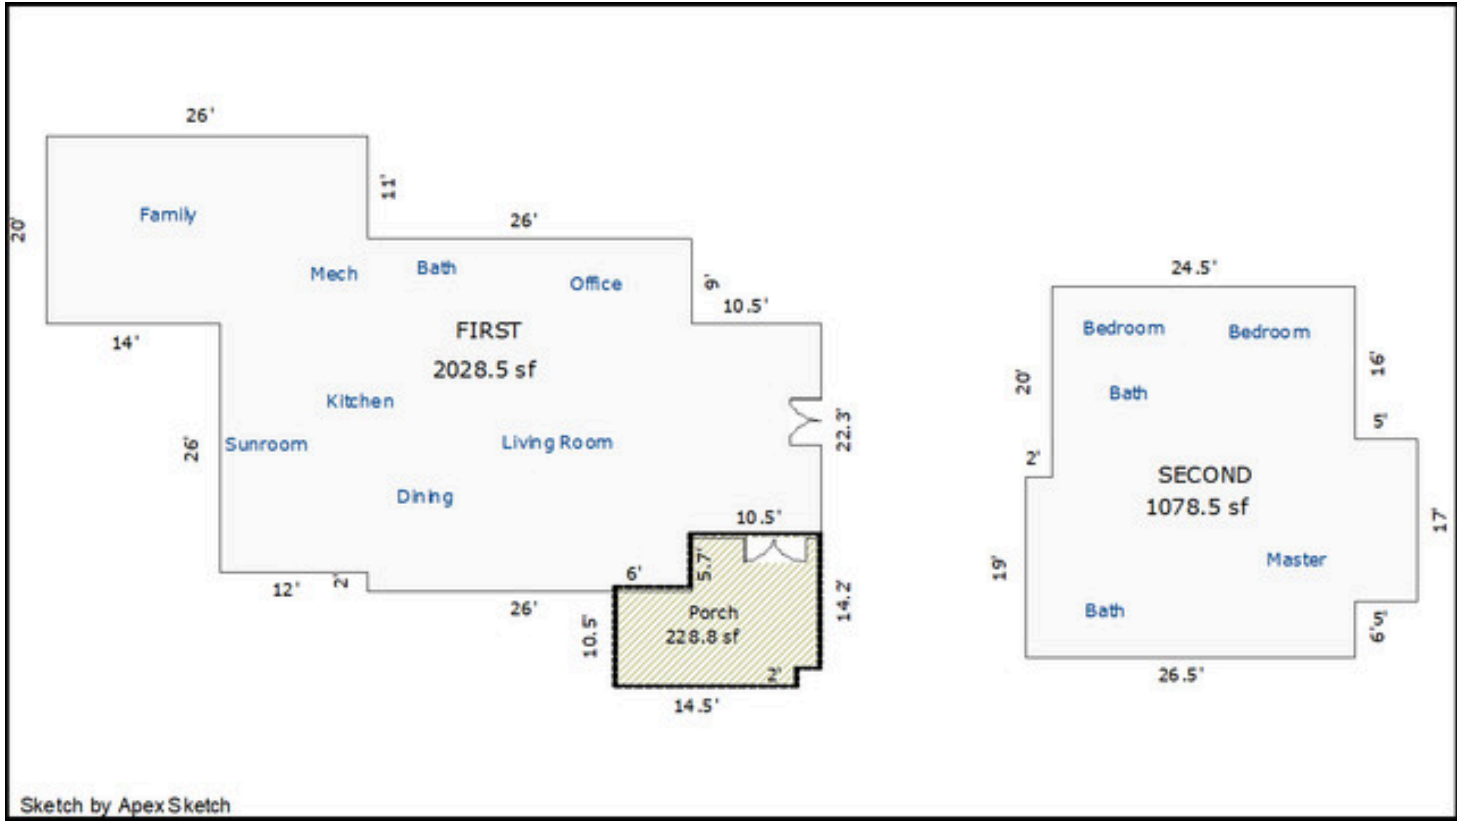 26'
11'
20'
Family
26'
Mech
Bath
Office
9'
10.5'
14'
FIRST
2028.5 sf
Kitchen
26'
Sunroom
Living Room
22.3'
Dining
10.5'
12'
2'
26'
6'
5.7'
Porch
228.8 sf
10.5'
14.2'
2'
14.5'
24.5'
Bedroom
Bedroom
16'
20'
Bath
5'
2'
SECOND
1078.5 sf
17'
19'
Master
Bath
5'
6'
26.5'
Sketch by Apex Sketch